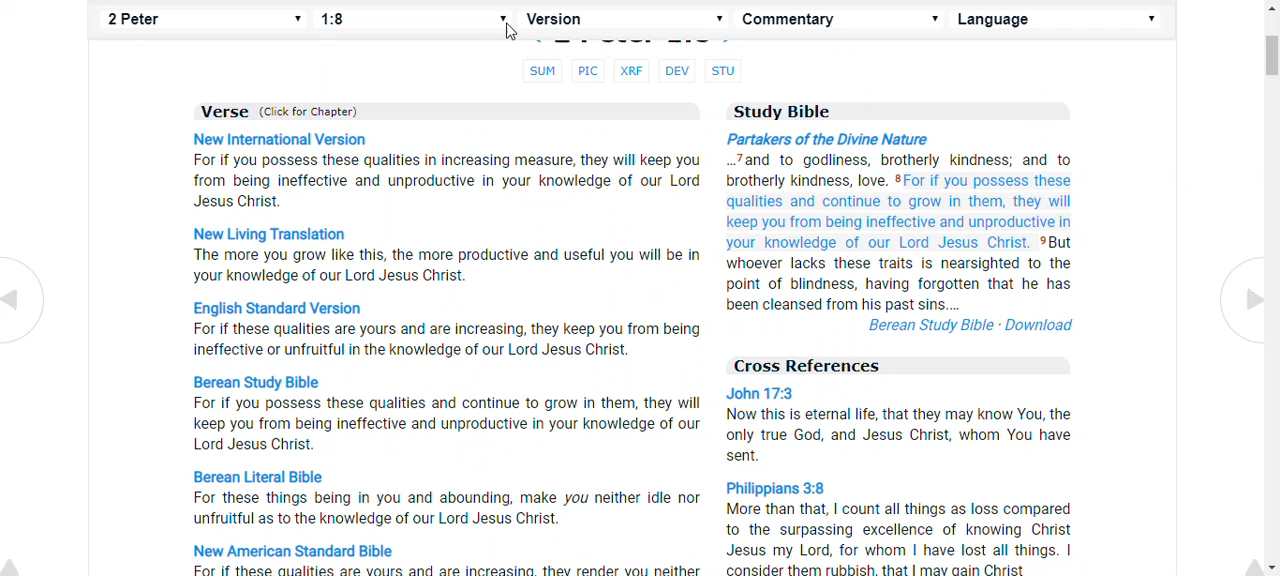 2 Peter
1:8
Version
Commentary
Language
SUM
PIC
XRF
DEV
STU
Verse (Click for Chapter)
New International Version
For if you possess these qualities in increasing measure, they will keep you
from being ineffective and unproductive in your knowledge of our Lord
Jesus Christ.
New Living Translation
The more you grow like this, the more productive and useful you will be in
your knowledge of our Lord Jesus Christ.
English Standard Version
For if these qualities are yours and are increasing, they keep you from being
ineffective or unfruitful in the knowledge of our Lord Jesus Christ.
Berean Study Bible
For if you possess these qualities and continue to grow in them, they will
keep you from being ineffective and unproductive in your knowledge of our
Lord Jesus Christ.
Berean Literal Bible
For these things being in you and abounding, make you neither idle nor
unfruitful as to the knowledge of our Lord Jesus Christ.
New American Standard Bible
For if these qualities are yours and are increasing, they render you neither
Study Bible
Partakers of the Divine Nature
…7and to godliness, brotherly kindness; and to
brotherly kindness, love. 8For if you possess these
qualities and continue to grow in them, they will
keep you from being ineffective and unproductive in
your knowledge of our Lord Jesus Christ. 9But
whoever lacks these traits is nearsighted to the
point of blindness, having forgotten that he has
been cleansed from his past sins.…
Berean Study Bible · Download
Cross References
John 17:3
Now this is eternal life, that they may know You, the
only true God, and Jesus Christ, whom You have
sent.
Philippians 3:8
More than that, I count all things as loss compared
to the surpassing excellence of knowing Christ
Jesus my Lord, for whom I have lost all things. I
consider them rubbish, that I may gain Christ